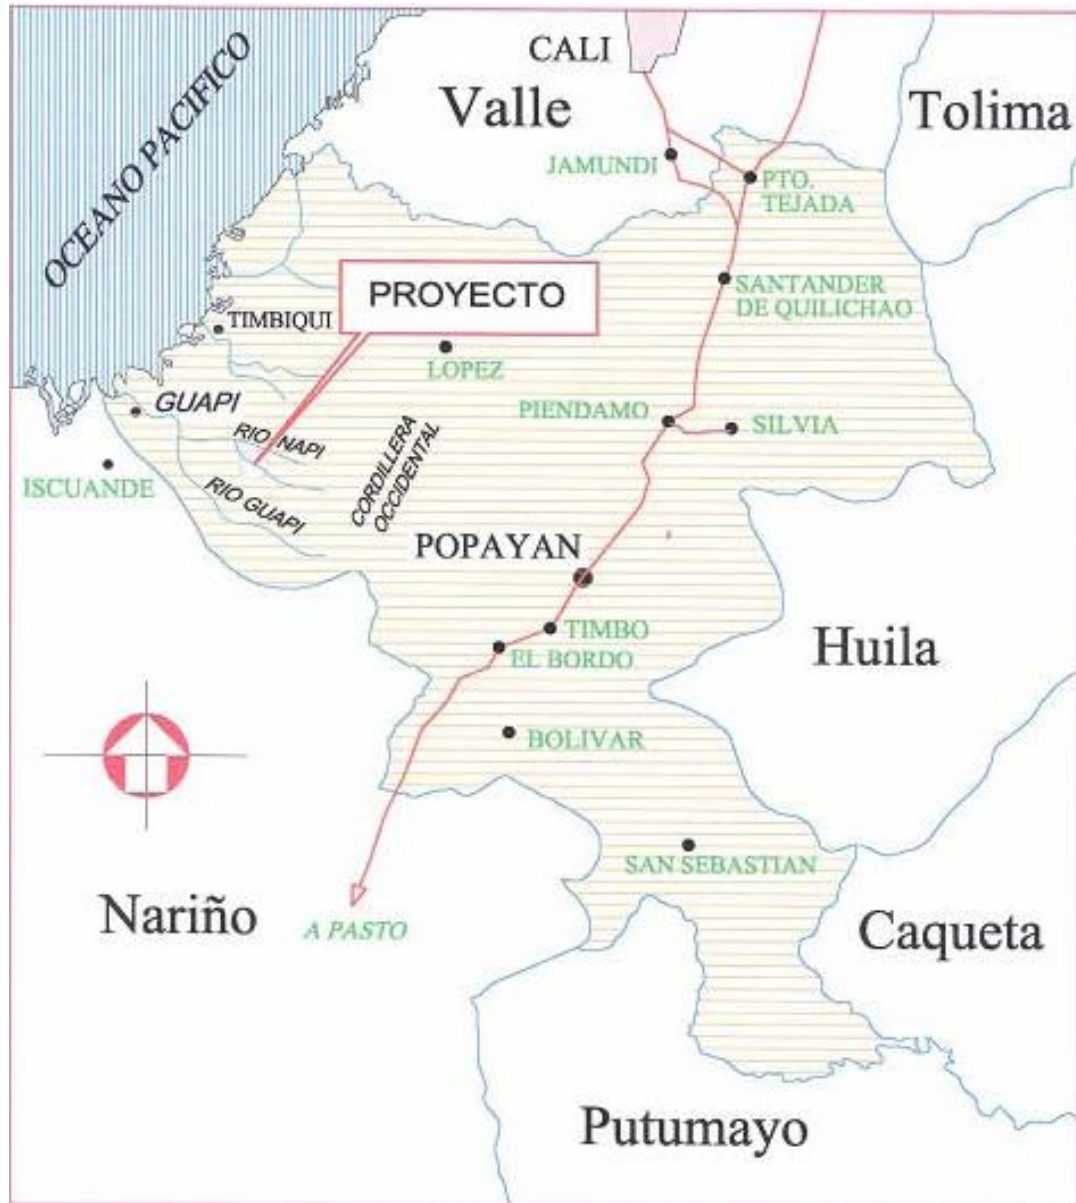 OCEANO PACIFICO
CALI
Valle
Tolima
JAMUNDI
PTO.
TEJADA
SANTANDER
DE QUILICHAO
PROYECTO
TIMBIQUI
LOPEZ
GUAPI
PIENDAMO
SILVIA
RIO NAPI
ISCUANDE
RIO GUAPI
CORDILLERA
OCCIDENTAL
POPAYAN
TIMBO
EL BORDO
Huila
BOLIVAR
SAN SEBASTIAN
Nariño
A PASTO
Caqueta
Putumayo